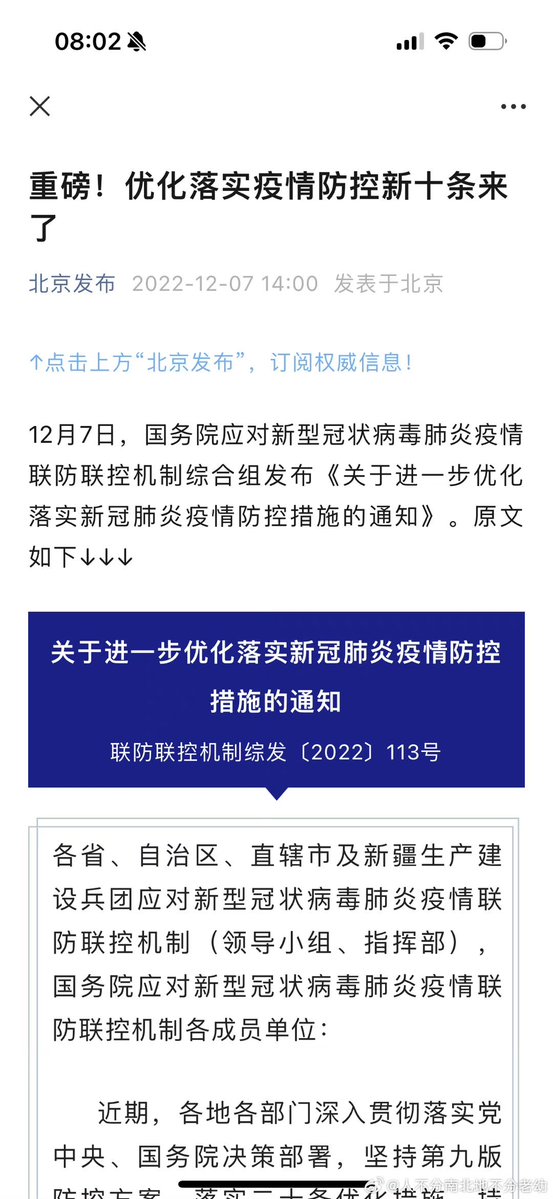 08:02
重磅！优化落实疫情防控新十条来
了
北京发布 2022-12-07 14:00 发表于北京
↑点击上方“北京发布”，订阅权威信息！
12月7日，国务院应对新型冠状病毒肺炎疫情
联防联控机制综合组发布《关于进一步优化
落实新冠肺炎疫情防控措施的通知》。原文
如下↓↓↓
关于进一步优化落实新冠肺炎疫情防控
措施的通知
联防联控机制综发〔2022〕113号
各省、自治区、直辖市及新疆生产建
设兵团应对新型冠状病毒肺炎疫情联
防联控机制（领导小组、指挥部），
国务院应对新型冠状病毒肺炎疫情联
防联控机制各成员单位：
近期，各地各部门深入贯彻落实党
中央、国务院决策部署，坚持第九版
防控方案、落实二十条优化措施，持
@人不分南北地不分老幼